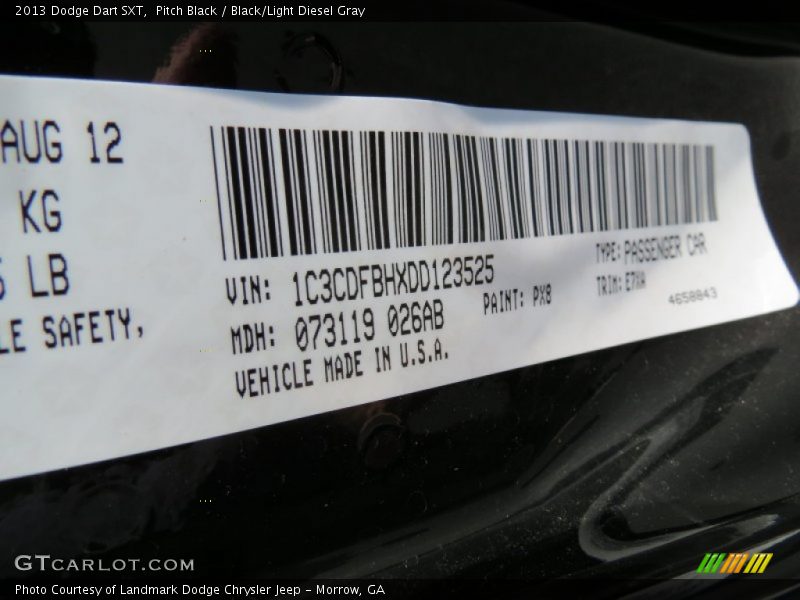 2013 Dodge Dart SXT,  Pitch Black / Black/Light Diesel Gray
AUG 12
KG
LB
LE SAFETY,
VIN: 1C3CDFBHXDD123525
MDH: 073119 026AB
VEHICLE MADE IN U.S.A.
PAINT: PX8
TYPE: PASSENGER CAR
TRIM: E7XA
4658843
GTCARLOT.COM
Photo Courtesy of Landmark Dodge Chrysler Jeep - Morrow, GA